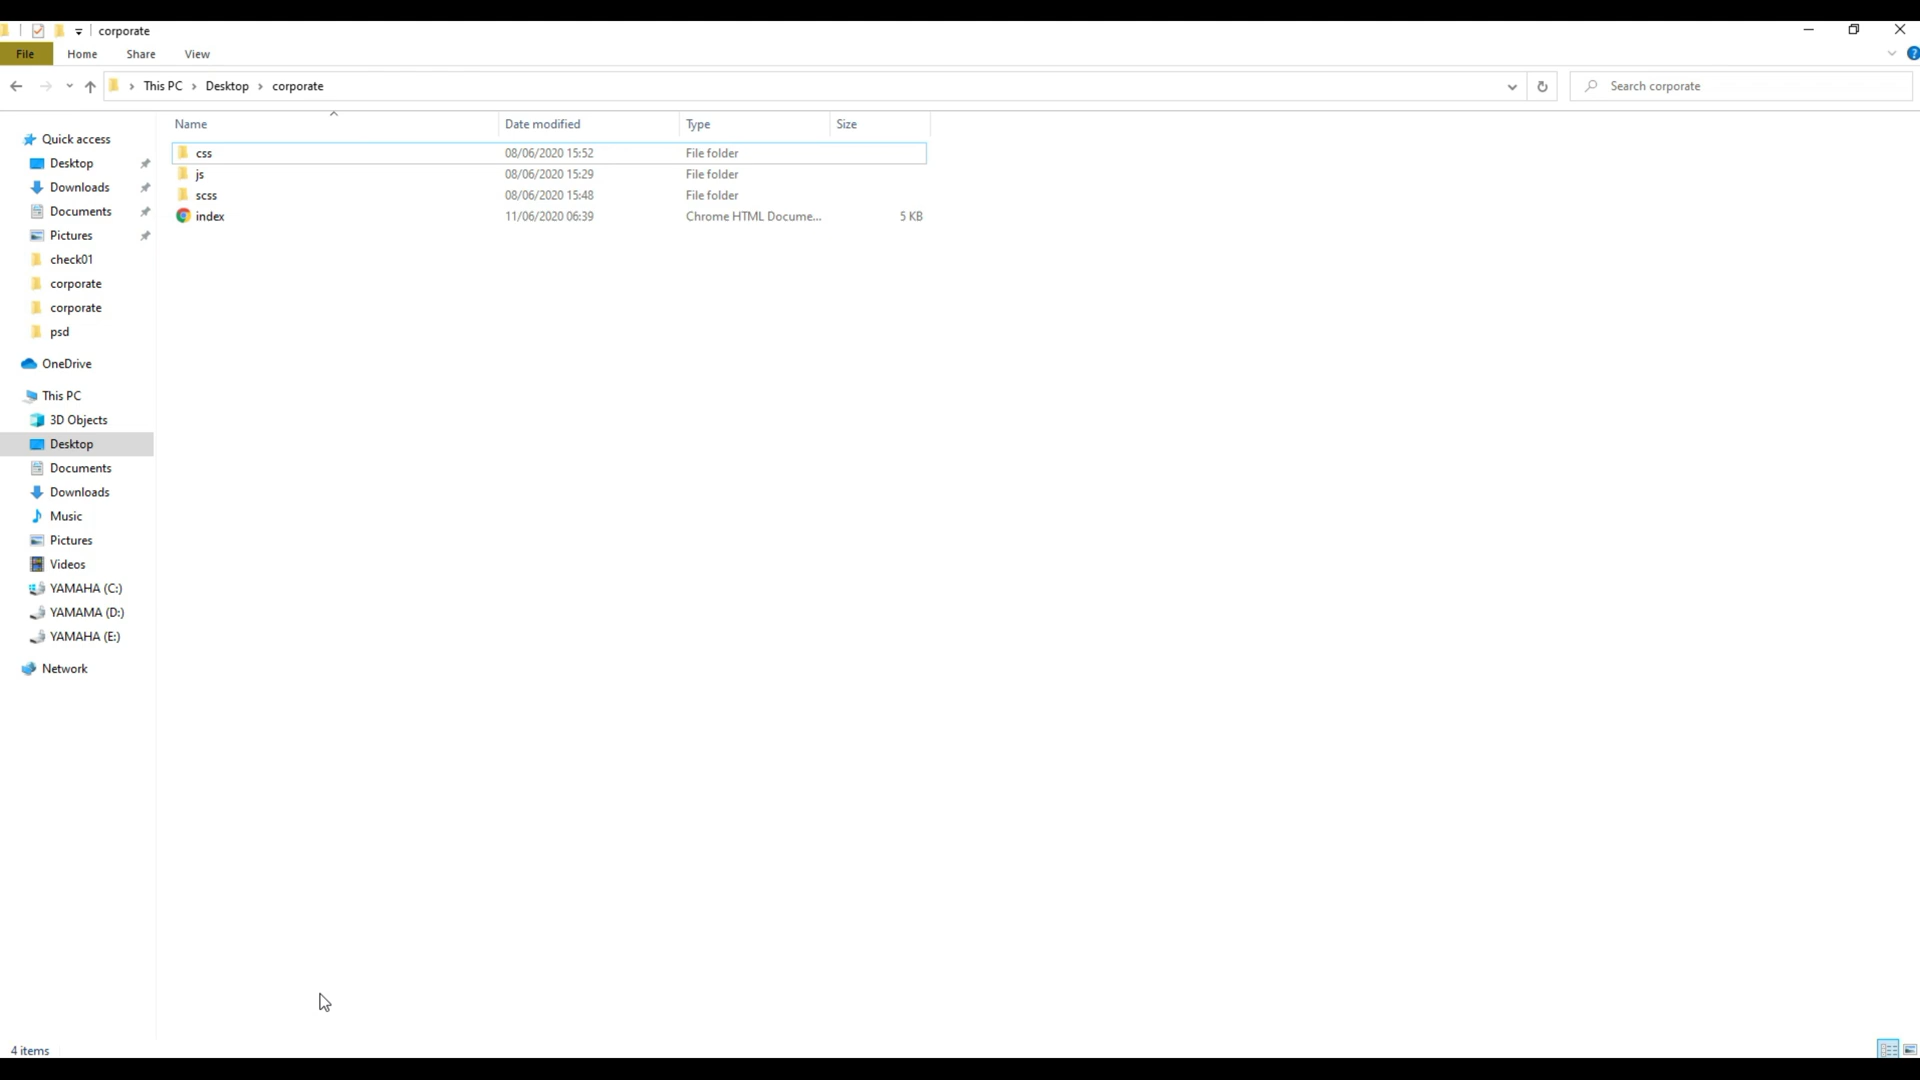 corporate
File Home Share View
This PC Desktop corporate
Search corporate
Name Date modified Type Size
css 08/06/2020 15:52 File folder
js 08/06/2020 15:29 File folder
scss 08/06/2020 15:48 File folder
index 11/06/2020 06:39 Chrome HTML Docume... 5 KB
Quick access
Desktop
Downloads
Documents
Pictures
check01
corporate
corporate
psd
OneDrive
This PC
3D Objects
Desktop
Documents
Downloads
Music
Pictures
Videos
YAMAHA (C:)
YAMAMA (D:)
YAMAHA (E:)
Network
4 items